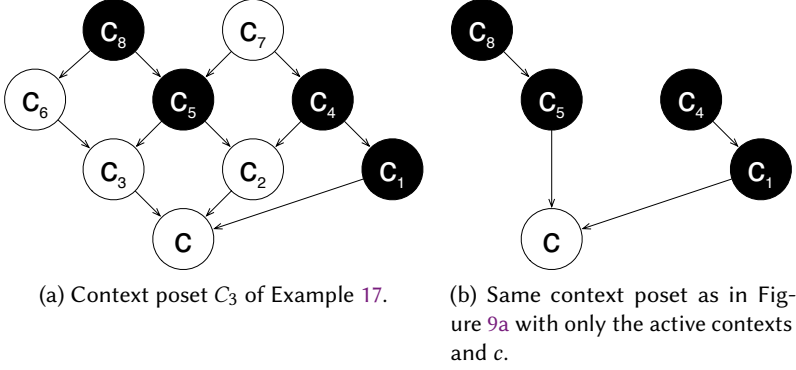 C₈ C₇ C₈
C₆ C₅ C₄ C₅ C₄
C₃ C₂ C₁ C₁
C C
(a) Context poset C₃ of Example 17.
(b) Same context poset as in Fig-
ure 9a with only the active contexts
and c.